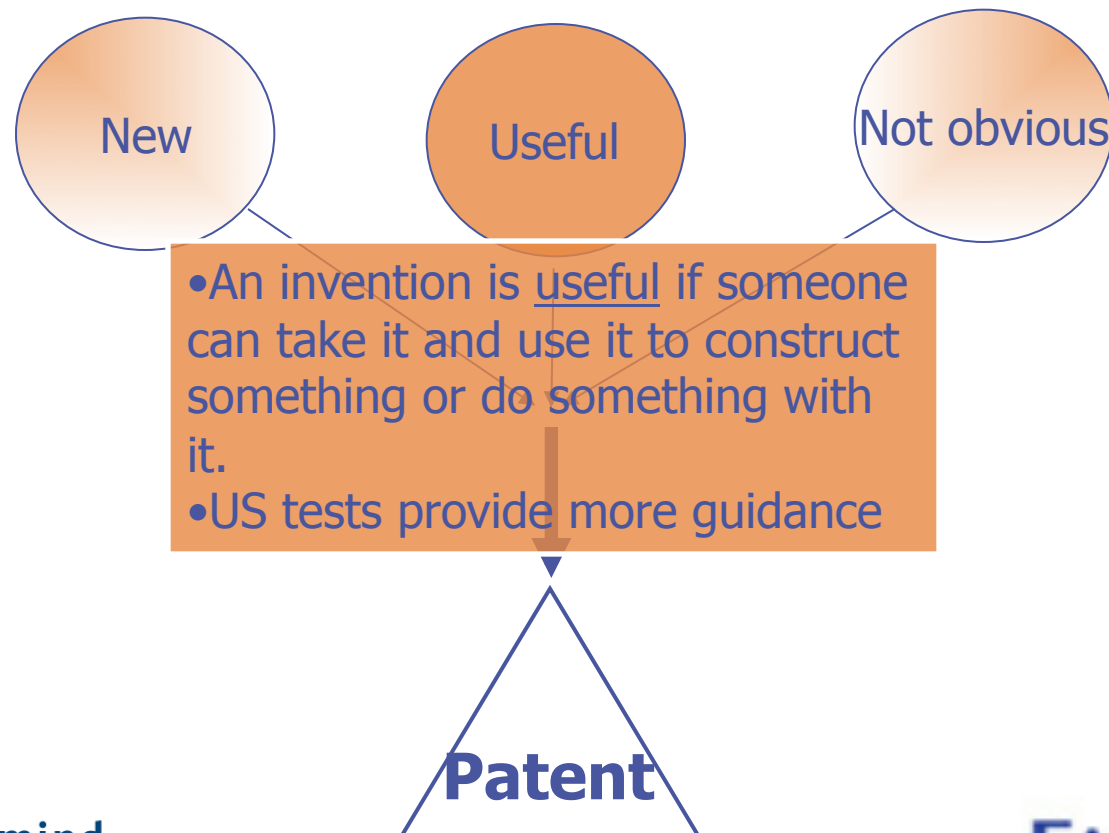 New
Useful
Not obvious
•An invention is useful if someone
can take it and use it to construct
something or do something with
it.
•US tests provide more guidance
Patent
mind